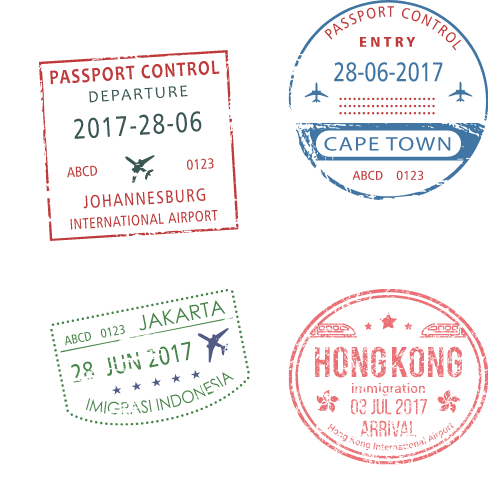 PASSPORT CONTROL
DEPARTURE
2017-28-06
ABCD 0123
JOHANNESBURG
INTERNATIONAL AIRPORT
PASSPORT CONTROL
ENTRY
28-06-2017
CAPE TOWN
ABCD 0123
ABCD 0123 JAKARTA
28 JUN 2017
IMIGRASI INDONESIA
HONG KONG
immigration
03 JUL 2017
ARRIVAL
Hong Kong International Airport